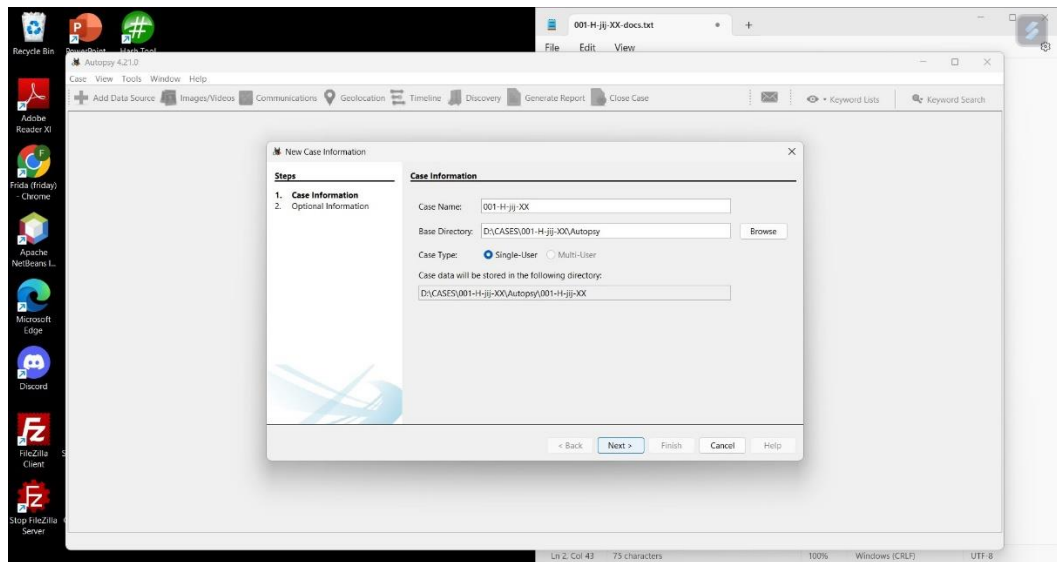 001-H-jij-XX-docs.txt
File Edit View
Recycle Bin
PowerPoint
Hash Tool
Autopsy 4.21.0
Case View Tools Window Help
Add Data Source Images/Videos Communications Geolocation Timeline Discovery Generate Report Close Case Keyword Lists Keyword Search
Adobe
Reader XI
Frida (friday)
- Chrome
Apache
NetBeans I...
Microsoft
Edge
Discord
FileZilla
Client
Stop FileZilla
Server
New Case Information
Steps
1. Case Information
2. Optional Information
Case Information
Case Name: 001-H-jij-XX
Base Directory: D:\CASES\001-H-jij-XX\Autopsy Browse
Case Type: Single-User Multi-User
Case data will be stored in the following directory:
D:\CASES\001-H-jij-XX\Autopsy\001-H-jij-XX
< Back Next > Finish Cancel Help
Ln 2, Col 43 75 characters 100% Windows (CRLF) UTF-8